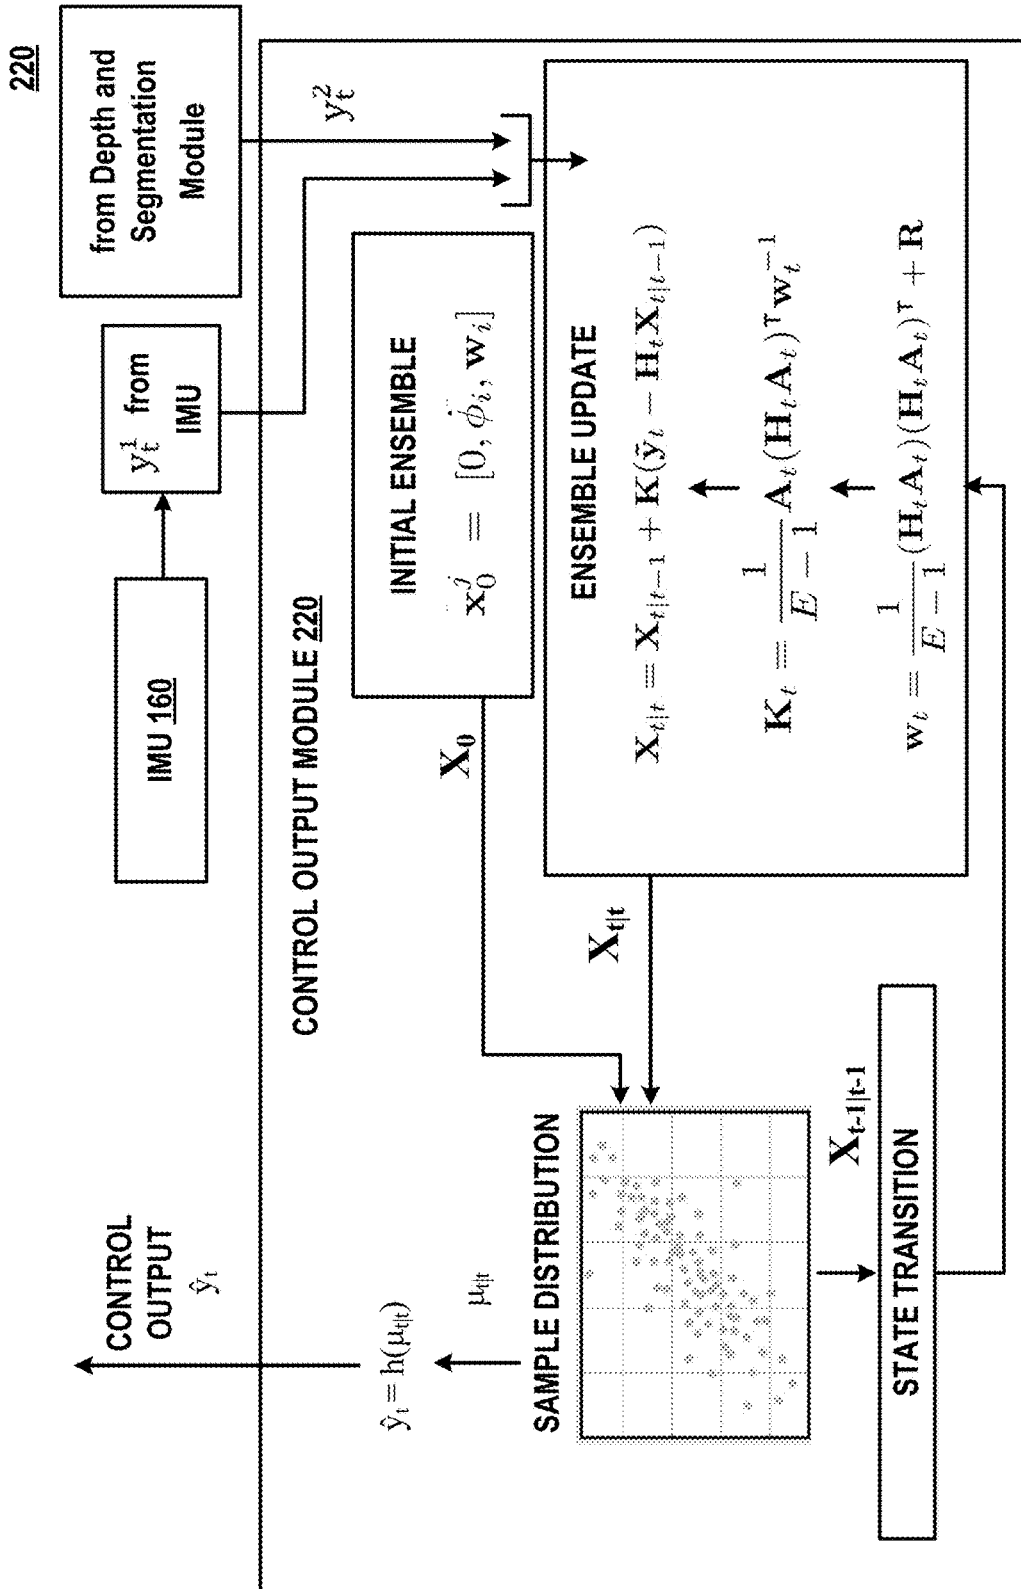 220
from Depth and
Segmentation
Module
y_t^1 from
IMU
IMU 160
y_t^2
CONTROL OUTPUT MODULE 220
INITIAL ENSEMBLE
x_0^j = [0, \dot{φ}_i, w_i]
X_0
ENSEMBLE UPDATE
X_{t|t} = X_{t|t−1} + K(ỹ_t − H_t X_{t|t−1})
K_t = \frac{1}{E − 1} A_t(H_t A_t)^⊺ w_t^{−1}
w_t = \frac{1}{E − 1} (H_t A_t)(H_t A_t)^⊺ + R
X_{t|t}
CONTROL
OUTPUT
ŷ_t
ŷ_t = h(μ_{t|t})
μ_{t|t}
SAMPLE DISTRIBUTION
X_{t-1|t-1}
STATE TRANSITION